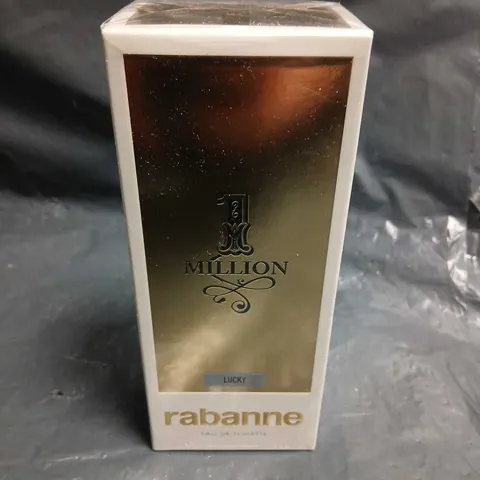 1
MILLION
LUCKY
rabanne
EAU DE TOILETTE